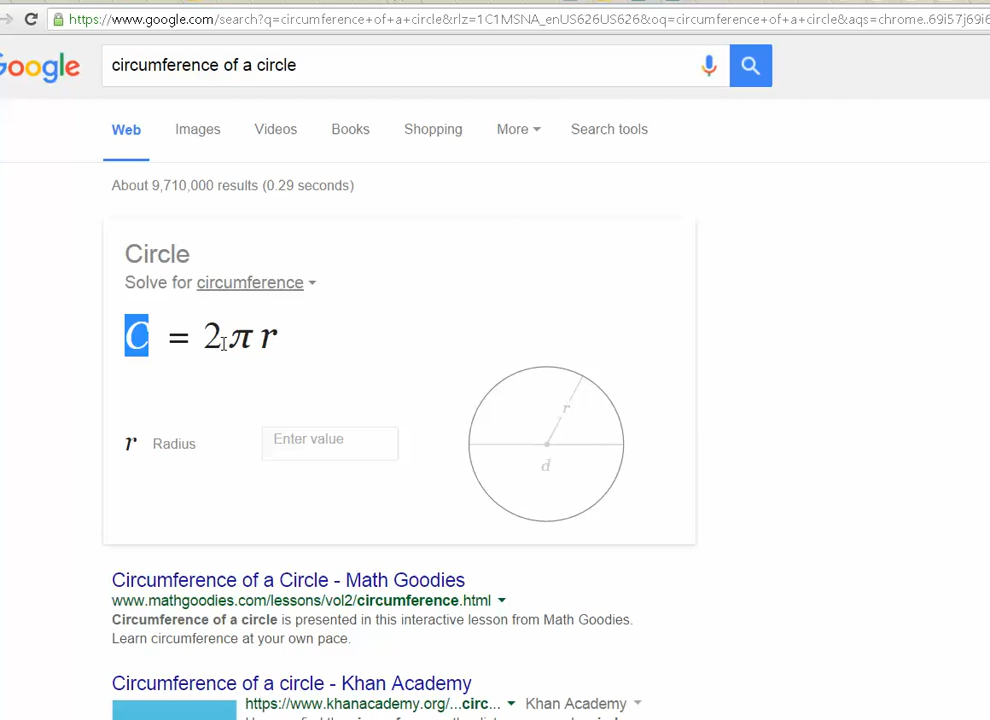 https://www.google.com/search?q=circumference+of+a+circle&rlz=1C1MSNA_enUS626US626&oq=circumference+of+a+circle&aqs=chrome..69i57j69i6
oogle
circumference of a circle
Web Images Videos Books Shopping More Search tools
About 9,710,000 results (0.29 seconds)
Circle
Solve for circumference
C = 2 π r
r
r Radius Enter value
d
Circumference of a Circle - Math Goodies
www.mathgoodies.com/lessons/vol2/circumference.html
Circumference of a circle is presented in this interactive lesson from Math Goodies.
Learn circumference at your own pace.
Circumference of a circle - Khan Academy
https://www.khanacademy.org/...circ... Khan Academy